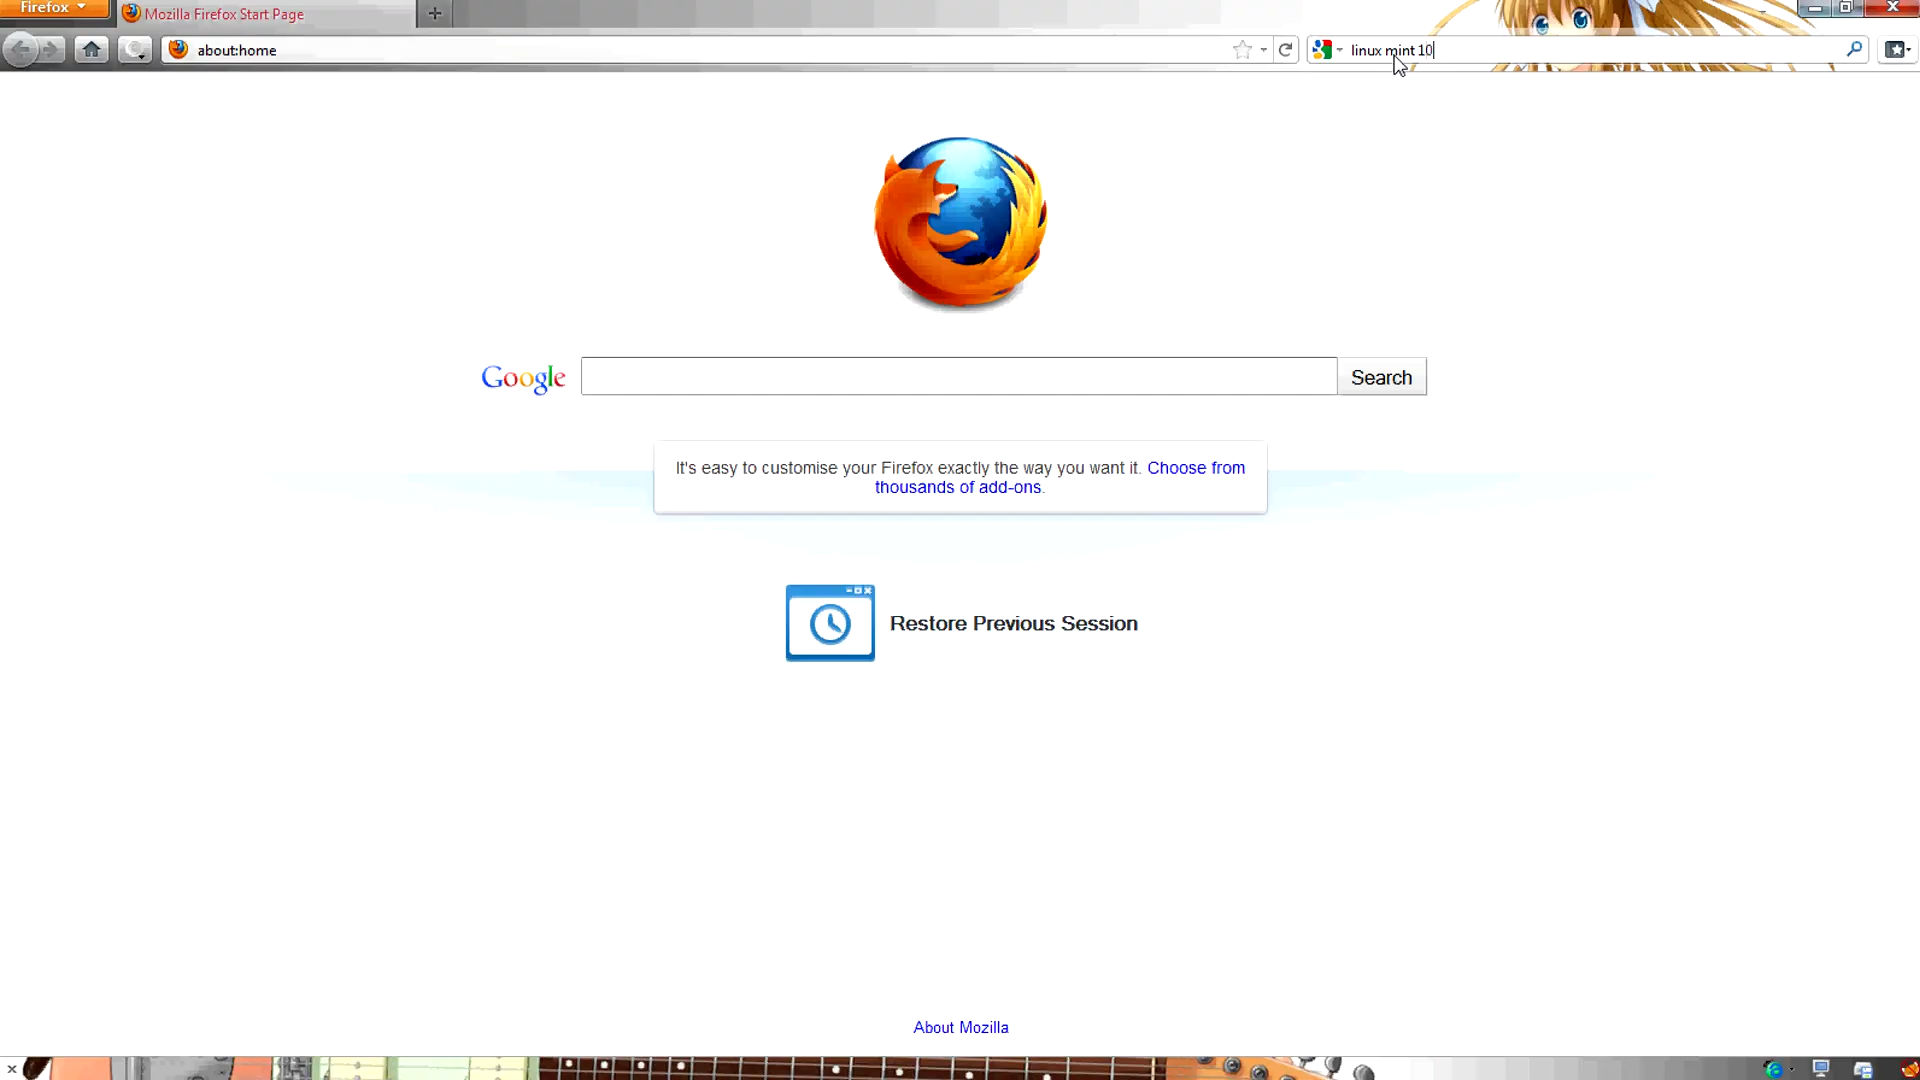 Firefox
Mozilla Firefox Start Page
about:home
linux mint 10
Google
Search
It's easy to customise your Firefox exactly the way you want it. Choose from
thousands of add-ons.
Restore Previous Session
About Mozilla